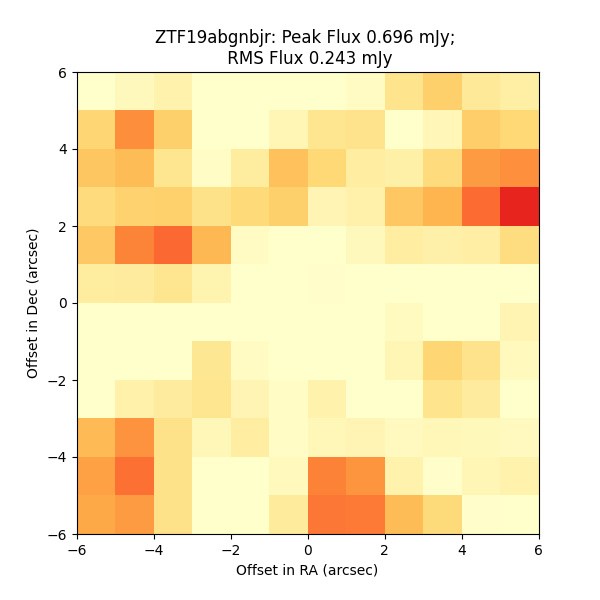 ZTF19abgnbjr: Peak Flux 0.696 mJy;
RMS Flux 0.243 mJy
6
4
2
0
−2
−4
−6
Offset in Dec (arcsec)
−6 −4 −2 0 2 4 6
Offset in RA (arcsec)